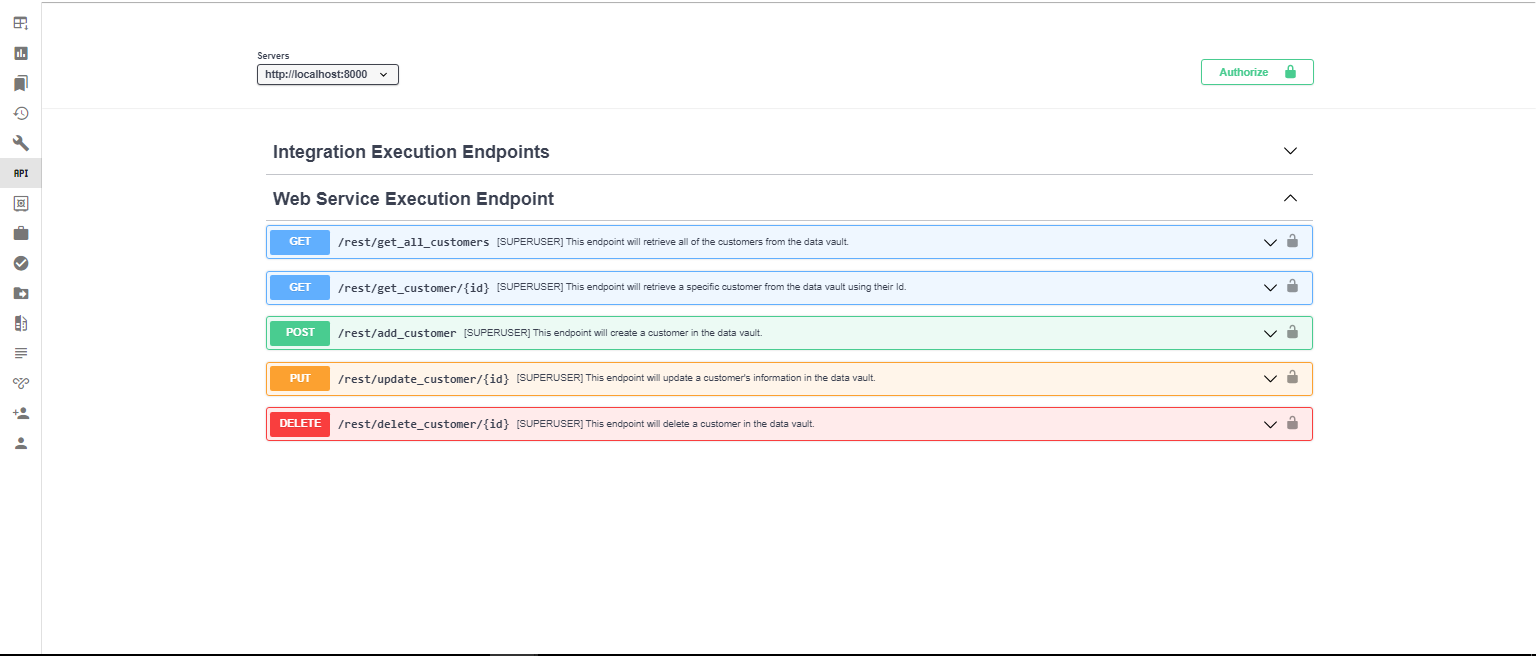 Servers
http://localhost:8000
Authorize
Integration Execution Endpoints
API
Web Service Execution Endpoint
GET /rest/get_all_customers [SUPERUSER] This endpoint will retrieve all of the customers from the data vault.
GET /rest/get_customer/{id} [SUPERUSER] This endpoint will retrieve a specific customer from the data vault using their Id.
POST /rest/add_customer [SUPERUSER] This endpoint will create a customer in the data vault.
PUT /rest/update_customer/{id} [SUPERUSER] This endpoint will update a customer's information in the data vault.
DELETE /rest/delete_customer/{id} [SUPERUSER] This endpoint will delete a customer in the data vault.